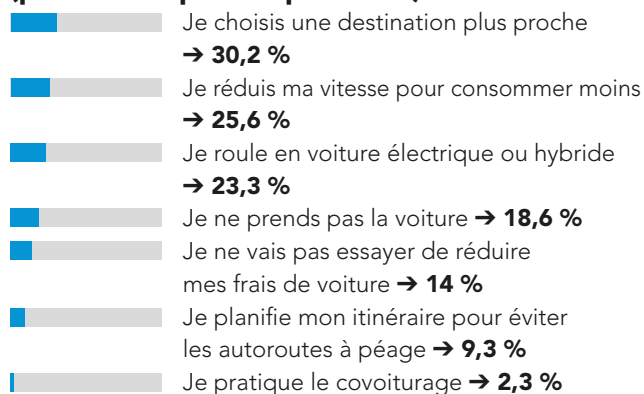 Je choisis une destination plus proche
➔ 30,2 %
Je réduis ma vitesse pour consommer moins
➔ 25,6 %
Je roule en voiture électrique ou hybride
➔ 23,3 %
Je ne prends pas la voiture ➔ 18,6 %
Je ne vais pas essayer de réduire
mes frais de voiture ➔ 14 %
Je planifie mon itinéraire pour éviter
les autoroutes à péage ➔ 9,3 %
Je pratique le covoiturage ➔ 2,3 %